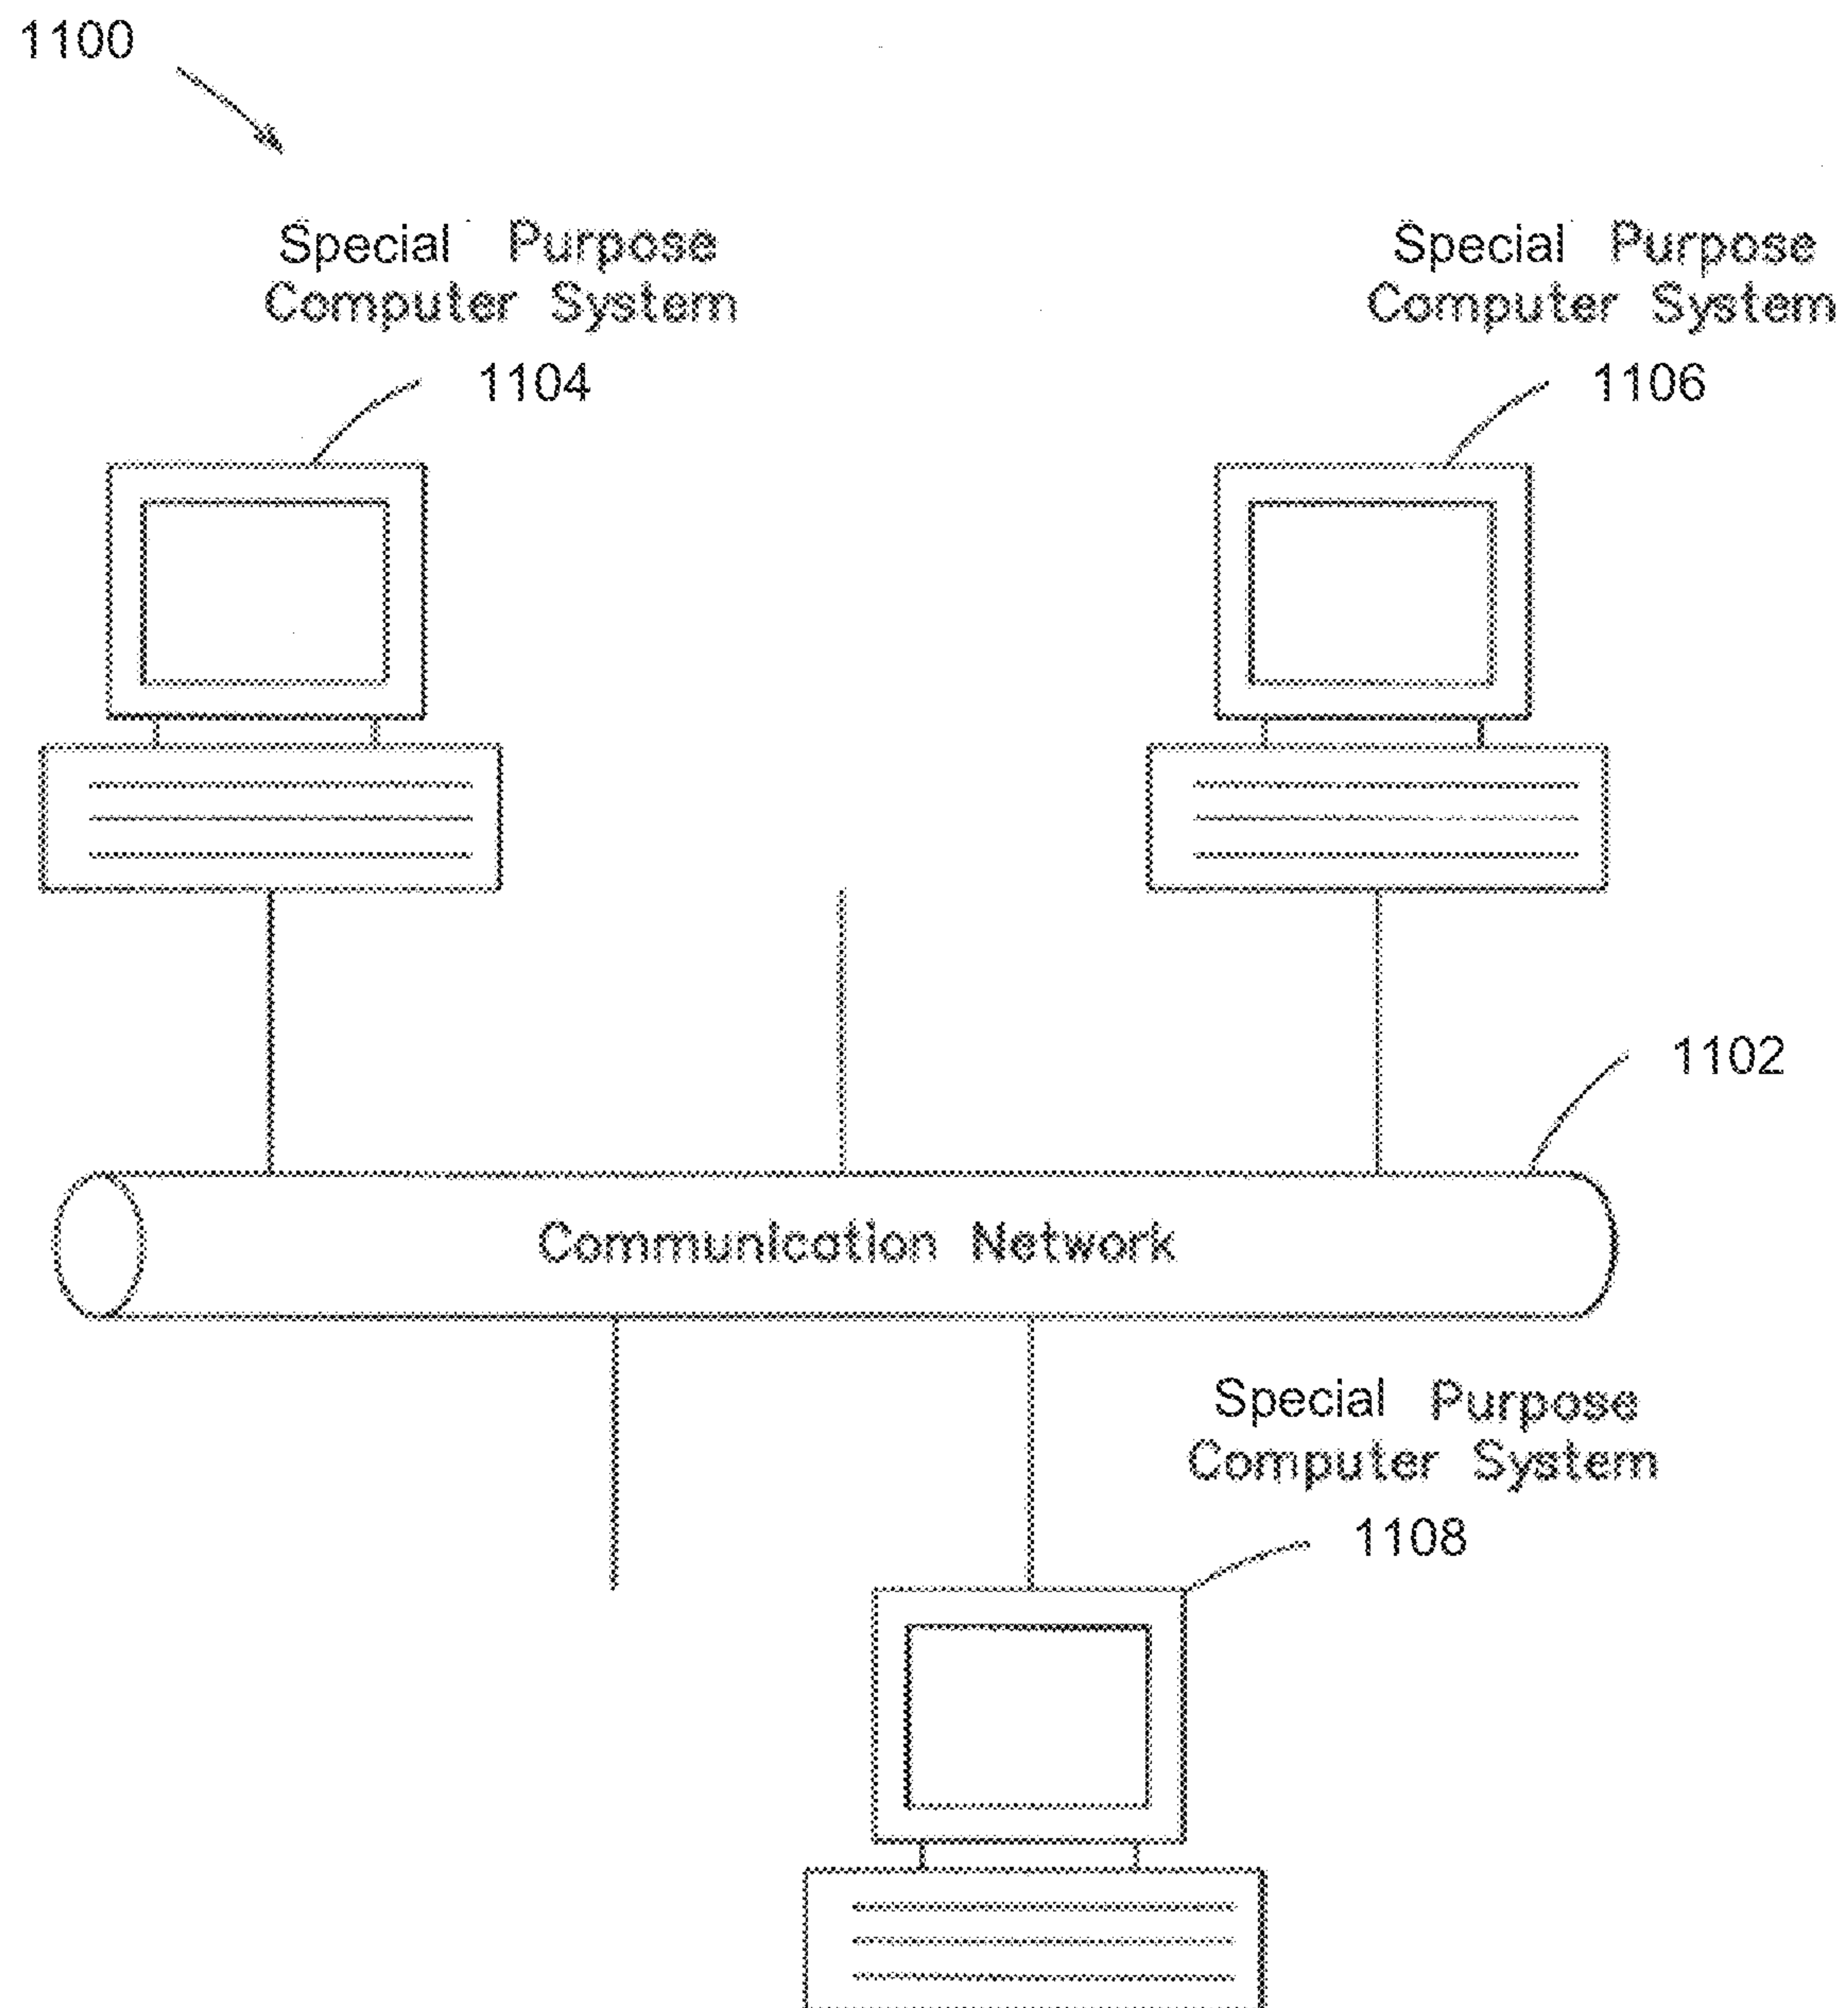 1100
Special Purpose
Computer System
1104
Special Purpose
Computer System
1106
1102
Communication Network
Special Purpose
Computer System
1108